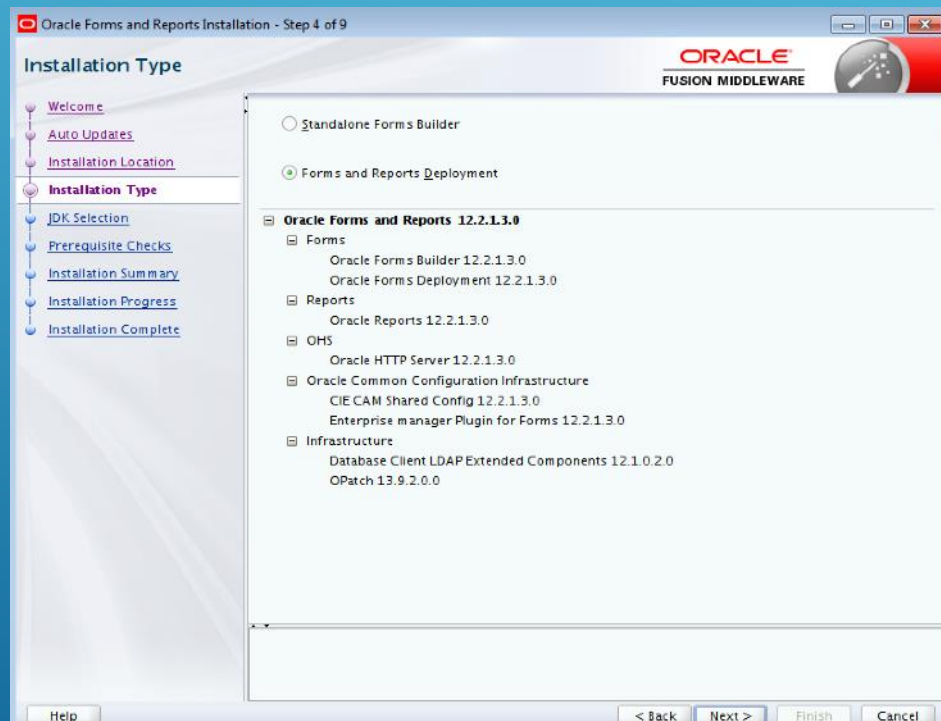 Oracle Forms and Reports Installation - Step 4 of 9
Installation Type
ORACLE
FUSION MIDDLEWARE
Welcome
Auto Updates
Installation Location
Installation Type
JDK Selection
Prerequisite Checks
Installation Summary
Installation Progress
Installation Complete
Standalone Forms Builder
Forms and Reports Deployment
Oracle Forms and Reports 12.2.1.3.0
Forms
Oracle Forms Builder 12.2.1.3.0
Oracle Forms Deployment 12.2.1.3.0
Reports
Oracle Reports 12.2.1.3.0
OHS
Oracle HTTP Server 12.2.1.3.0
Oracle Common Configuration Infrastructure
CIE CAM Shared Config 12.2.1.3.0
Enterprise manager Plugin for Forms 12.2.1.3.0
Infrastructure
Database Client LDAP Extended Components 12.1.0.2.0
OPatch 13.9.2.0.0
Help
< Back
Next >
Finish
Cancel